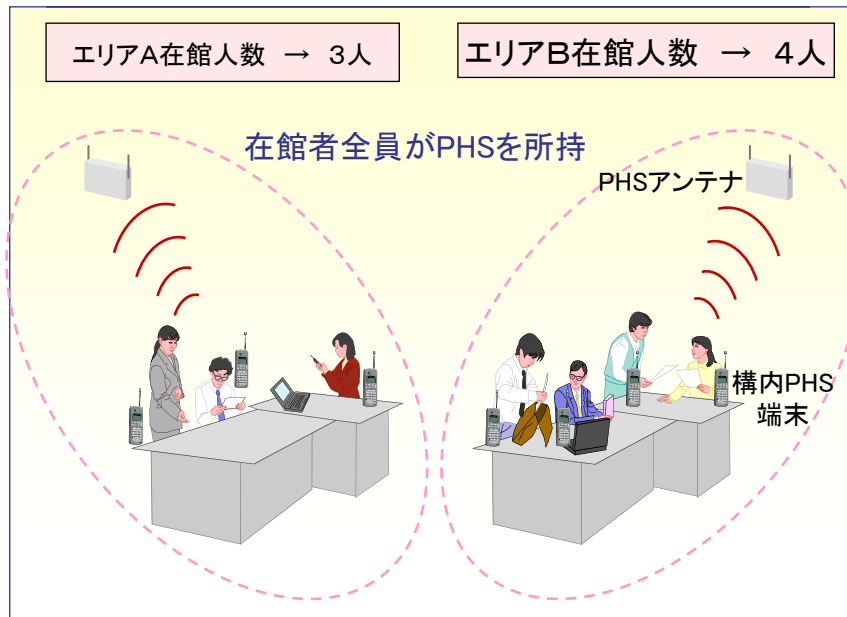 エリアA在館人数 → 3人
エリアB在館人数 → 4人
在館者全員がPHSを所持
PHSアンテナ
構内PHS
端末